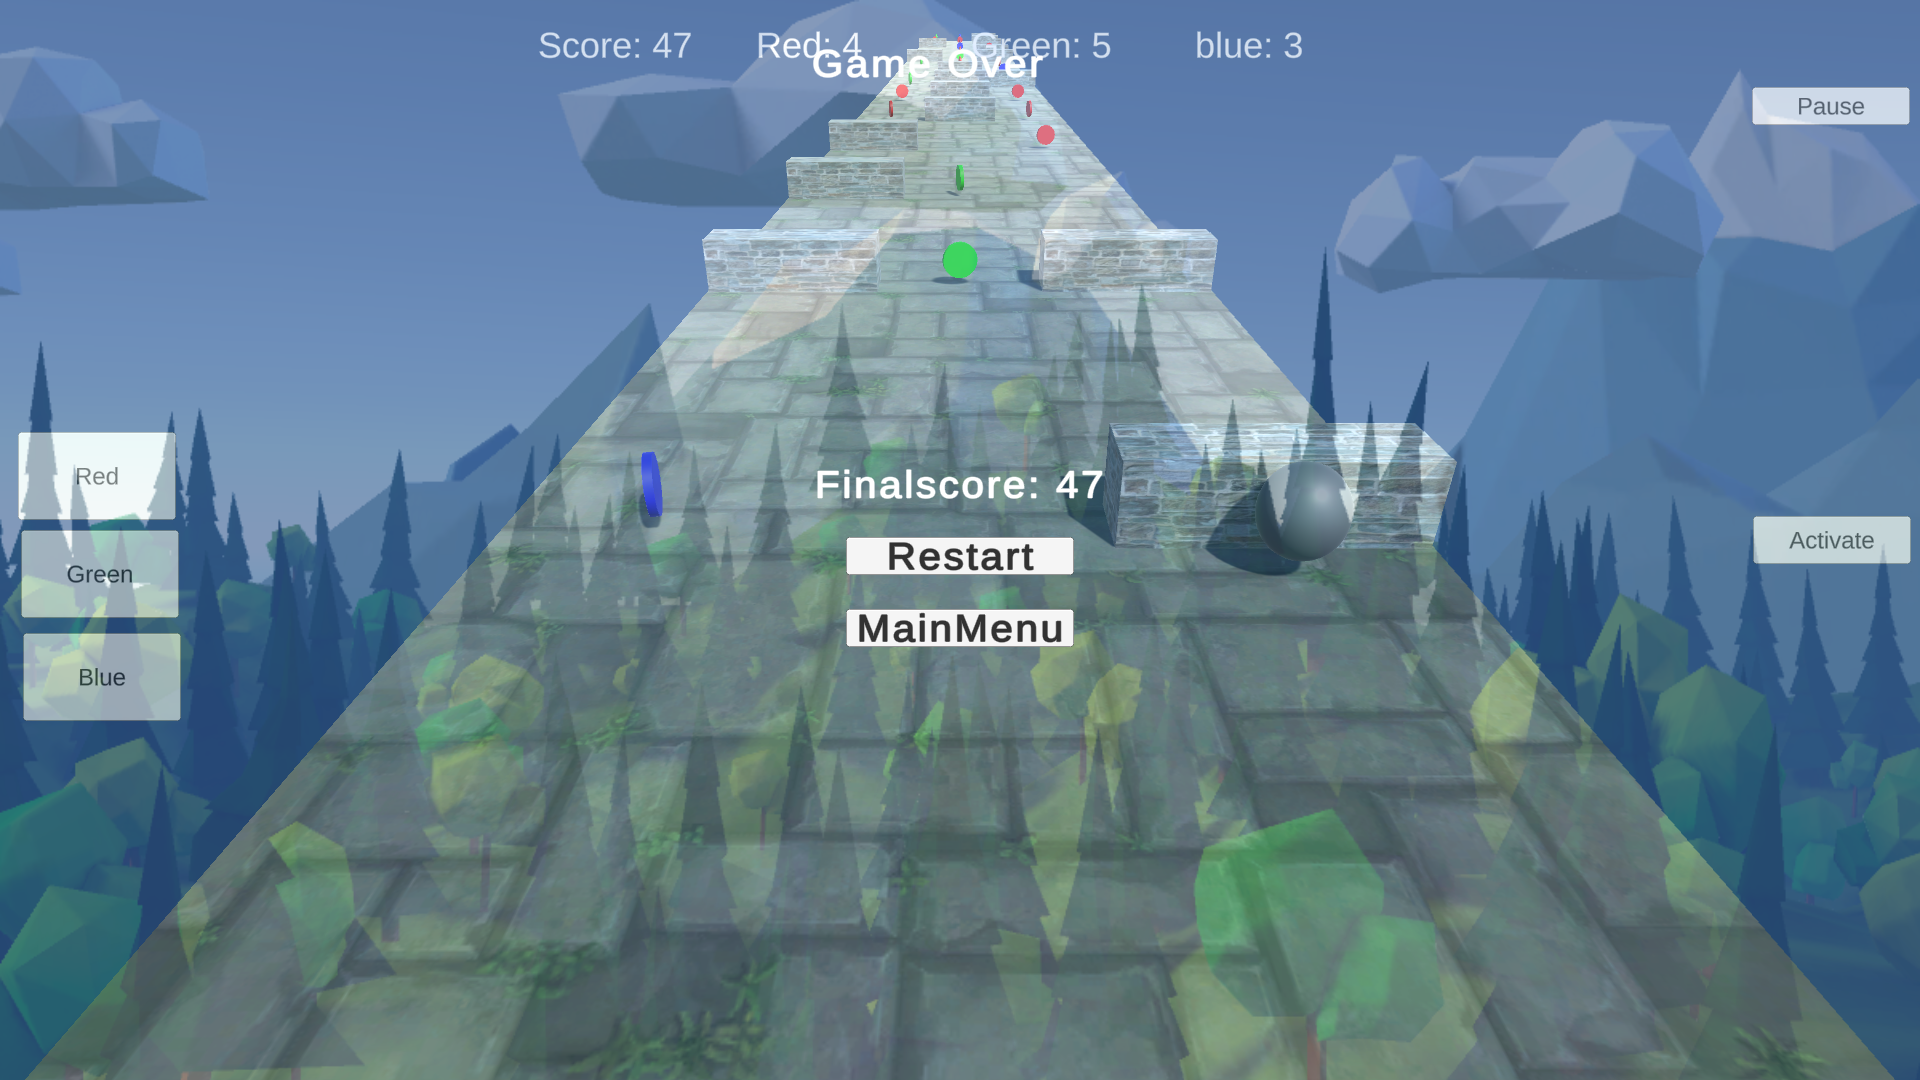 Score: 47
Red: 4
Green: 5
blue: 3
Game Over
Pause
Red
Finalscore: 47
Activate
Restart
Green
MainMenu
Blue